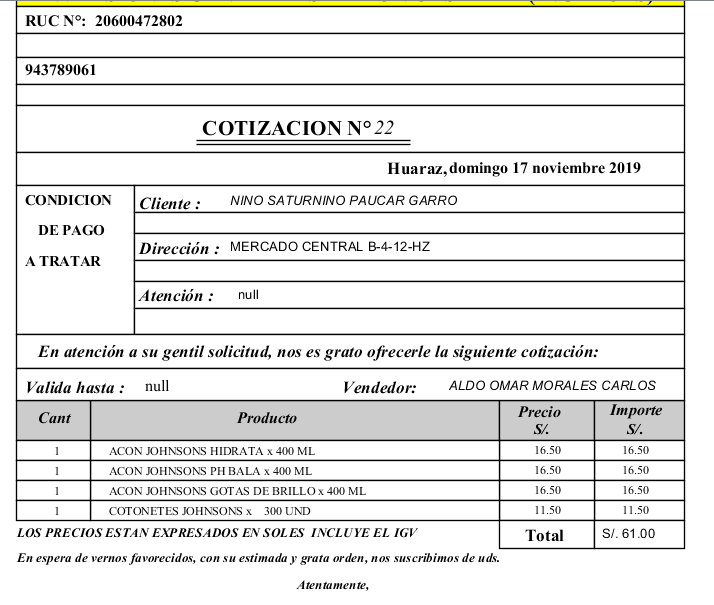 RUC N°: 20600472802
943789061
COTIZACION N° 22
Huaraz, domingo 17 noviembre 2019
CONDICION
DE PAGO
A TRATAR
Cliente : NINO SATURNINO PAUCAR GARRO
Dirección : MERCADO CENTRAL B-4-12-HZ
Atención : null
En atención a su gentil solicitud, nos es grato ofrecerle la siguiente cotización:
Valida hasta : null Vendedor: ALDO OMAR MORALES CARLOS
Cant Producto Precio S/. Importe S/.
1 ACON JOHNSONS HIDRATA x 400 ML 16.50 16.50
1 ACON JOHNSONS PH BALA x 400 ML 16.50 16.50
1 ACON JOHNSONS GOTAS DE BRILLO x 400 ML 16.50 16.50
1 COTONETES JOHNSONS x 300 UND 11.50 11.50
LOS PRECIOS ESTAN EXPRESADOS EN SOLES INCLUYE EL IGV Total S/. 61.00
En espera de vernos favorecidos, con su estimada y grata orden, nos suscribimos de uds.
Atentamente,